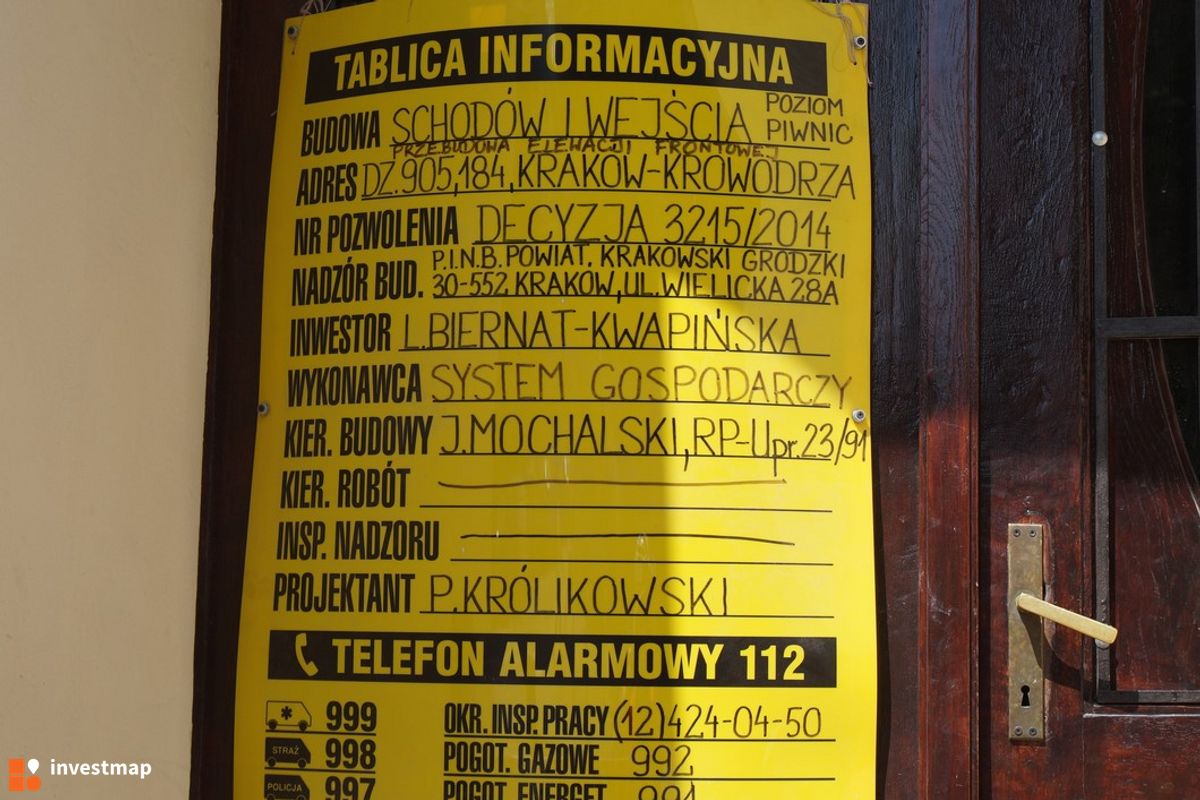 TABLICA INFORMACYJNA
BUDOWA SCHODÓW I WEJŚCIA POZIOM PIWNIC
PRZEBUDOWA ELEWACJI FRONTOWEJ
ADRES DZ.905,184, KRAKÓW-KROWODRZA
NR POZWOLENIA DECYZJA 3215/2014
NADZÓR BUD. P.I.N.B. POWIAT. KRAKOWSKI GRODZKI
30-552 KRAKÓW, UL. WIELICKA 28A
INWESTOR L.BIERNAT-KWAPIŃSKA
WYKONAWCA SYSTEM GOSPODARCZY
KIER. BUDOWY J.MOCHALSKI, RP-Upr.23/91
KIER. ROBÓT
INSP. NADZORU
PROJEKTANT P.KRÓLIKOWSKI
TELEFON ALARMOWY 112
999 OKR. INSP. PRACY (12)424-04-50
STRAŻ 998 POGOT. GAZOWE 992
POLICJA 997 POGOT. ENERGET. 991
investmap